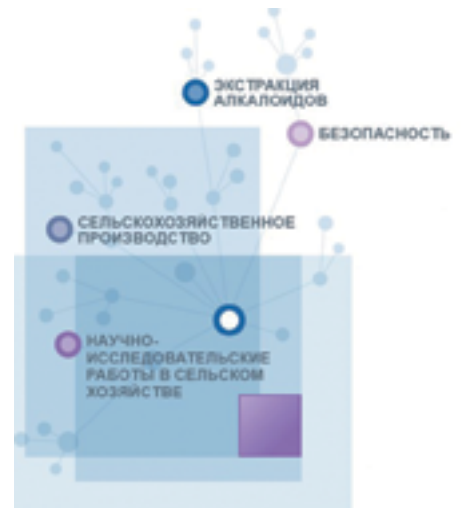 ЭКСТРАКЦИЯ
АЛКАЛОИДОВ
БЕЗОПАСНОСТЬ
СЕЛЬСКОХОЗЯЙСТВЕННОЕ
ПРОИЗВОДСТВО
НАУЧНО-
ИССЛЕДОВАТЕЛЬСКИЕ
РАБОТЫ В СЕЛЬСКОМ
ХОЗЯЙСТВЕ